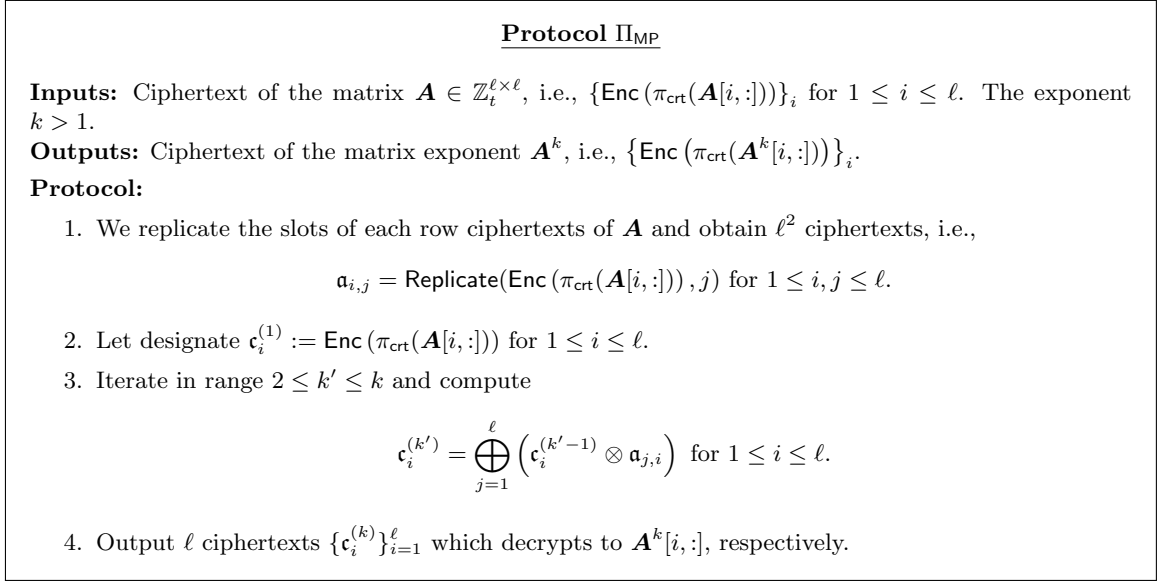 Protocol Π_MP
Inputs: Ciphertext of the matrix A ∈ ℤ_t^{ℓ×ℓ}, i.e., {Enc (π_crt(A[i,:]))}_i for 1 ≤ i ≤ ℓ. The exponent
k > 1.
Outputs: Ciphertext of the matrix exponent A^k, i.e., {Enc (π_crt(A^k[i,:]))}_i.
Protocol:
1. We replicate the slots of each row ciphertexts of A and obtain ℓ^2 ciphertexts, i.e.,
𝔞_{i,j} = Replicate(Enc (π_crt(A[i,:])) , j) for 1 ≤ i, j ≤ ℓ.
2. Let designate 𝔠_i^{(1)} := Enc (π_crt(A[i,:])) for 1 ≤ i ≤ ℓ.
3. Iterate in range 2 ≤ k′ ≤ k and compute
𝔠_i^{(k′)} = ⨁_{j=1}^{ℓ} (𝔠_i^{(k′−1)} ⊗ 𝔞_{j,i}) for 1 ≤ i ≤ ℓ.
4. Output ℓ ciphertexts {𝔠_i^{(k)}}_{i=1}^{ℓ} which decrypts to A^k[i,:], respectively.